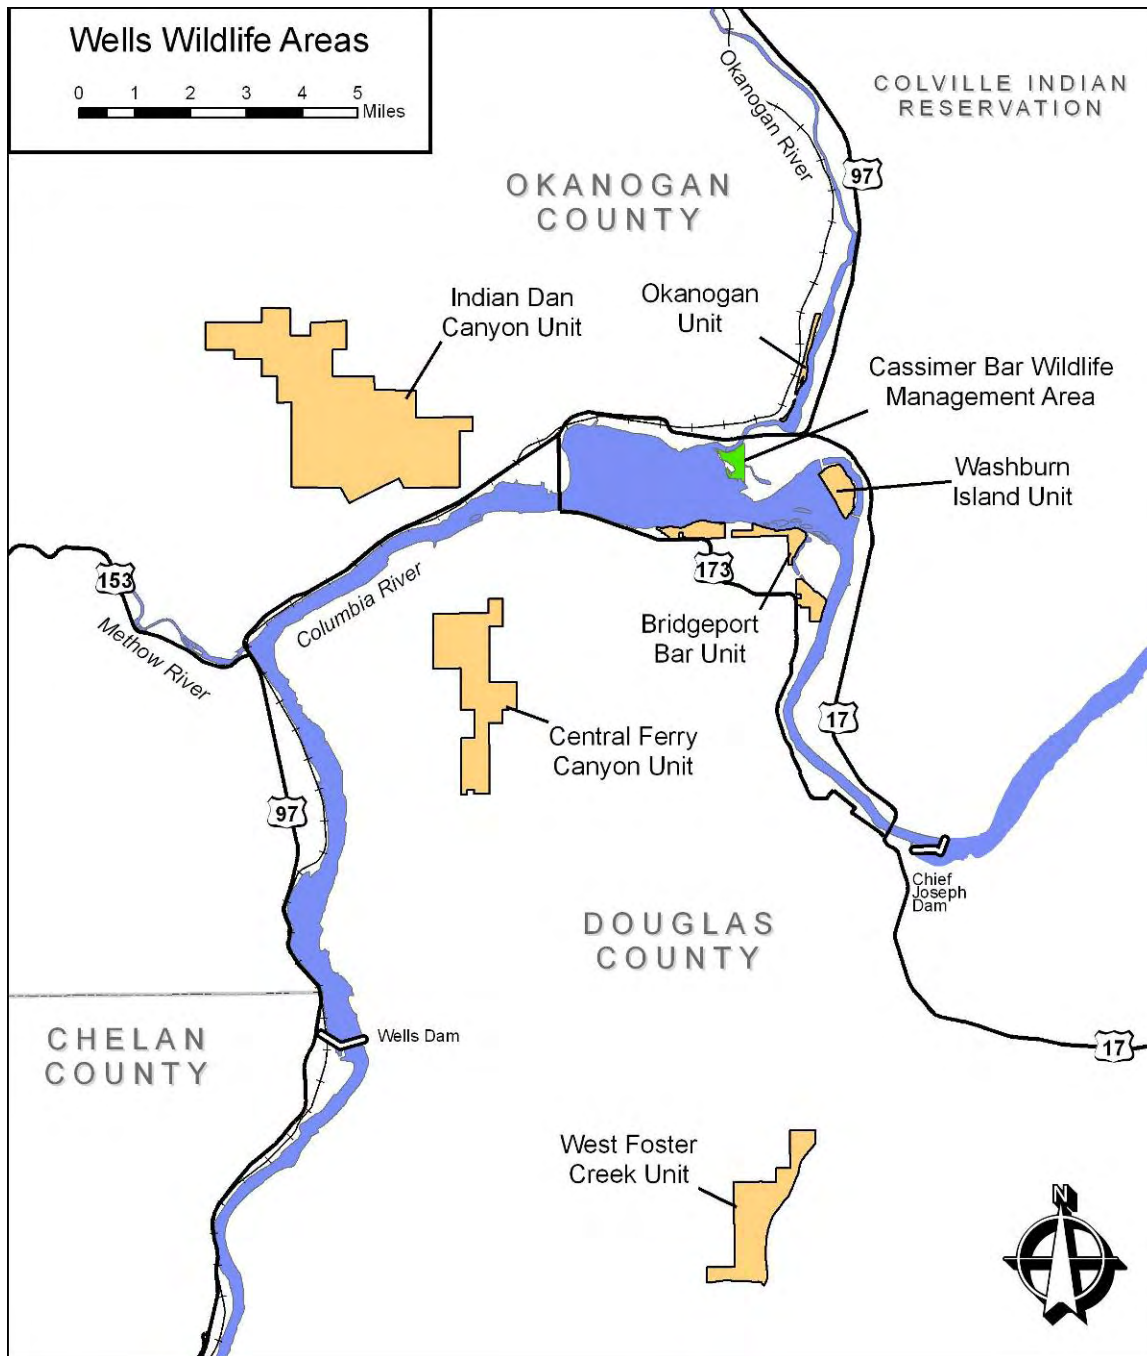 Wells Wildlife Areas
0 1 2 3 4 5
Miles
COLVILLE INDIAN
RESERVATION
Okanogan River
97
OKANOGAN
COUNTY
Indian Dan
Canyon Unit
Okanogan
Unit
Cassimer Bar Wildlife
Management Area
Washburn
Island Unit
153
Methow River
Columbia River
173
Bridgeport
Bar Unit
Central Ferry
Canyon Unit
17
97
Chief
Joseph
Dam
DOUGLAS
COUNTY
CHELAN
COUNTY
Wells Dam
17
West Foster
Creek Unit
N